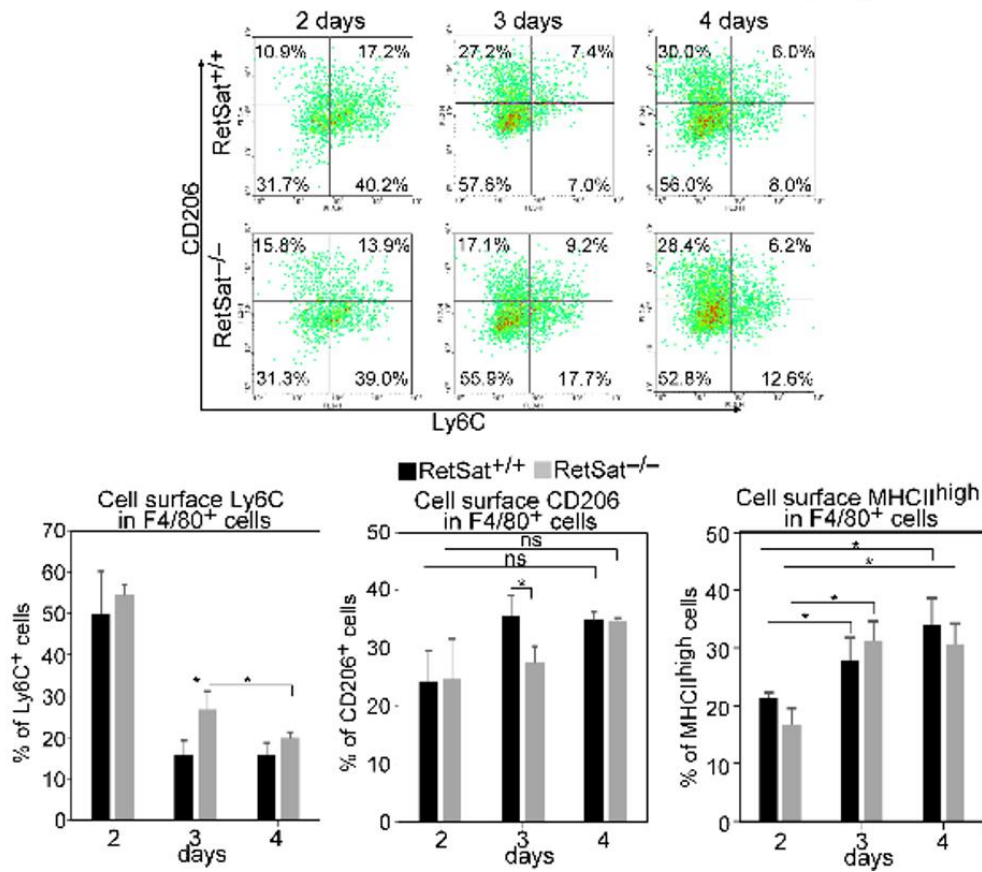 2 days 3 days 4 days
RetSat+/+
10.9% 17.2% 27.2% 7.4% 30.0% 6.0%
31.7% 40.2% 57.6% 7.0% 56.0% 8.0%
CD206
RetSat−/−
15.8% 13.9% 17.1% 9.2% 28.4% 6.2%
31.3% 39.0% 55.9% 17.7% 52.8% 12.6%
Ly6C
RetSat+/+ RetSat−/−
Cell surface Ly6C
in F4/80+ cells
% of Ly6C+ cells
70
60
50
40
30
20
10
0
* *
2 3 4
days
Cell surface CD206
in F4/80+ cells
% of CD206+ cells
50
40
30
20
10
0
ns
ns
*
2 3 4
days
Cell surface MHCIIhigh
in F4/80+ cells
% of MHCIIhigh cells
50
40
30
20
10
0
*
*
*
*
2 3 4
days